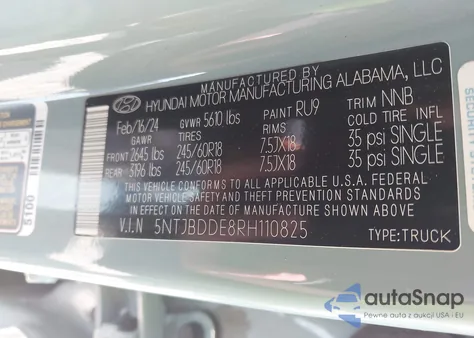 MANUFACTURED BY
HYUNDAI MOTOR MANUFACTURING ALABAMA, LLC
Feb/16/24 GVWR 5610 lbs PAINT RU9 TRIM NNB
GAWR TIRES RIMS COLD TIRE INFL
FRONT 2645 lbs 245/60R18 7.5JX18 35 psi SINGLE
REAR 3196 lbs 245/60R18 7.5JX18 35 psi SINGLE
THIS VEHICLE CONFORMS TO ALL APPLICABLE U.S.A. FEDERAL
MOTOR VEHICLE SAFETY AND THEFT PREVENTION STANDARDS
IN EFFECT ON THE DATE OF MANUFACTURE SHOWN ABOVE.
V.I.N 5NTJBDDE8RH110825 TYPE:TRUCK
S100
SECURITY
autoSnap
Pewne auta z aukcji USA i EU